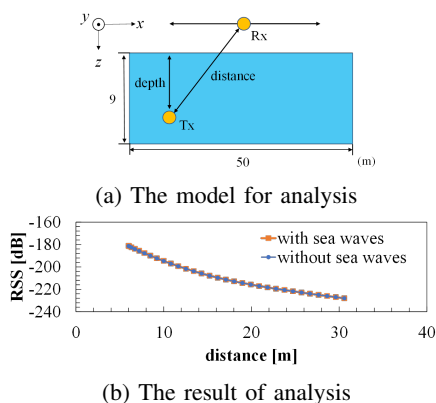 y
x
z
Rx
9
depth
distance
Tx
50
(m)
(a) The model for analysis
-160
-180
-200
-220
-240
RSS [dB]
with sea waves
without sea waves
0
10
20
30
40
distance [m]
(b) The result of analysis